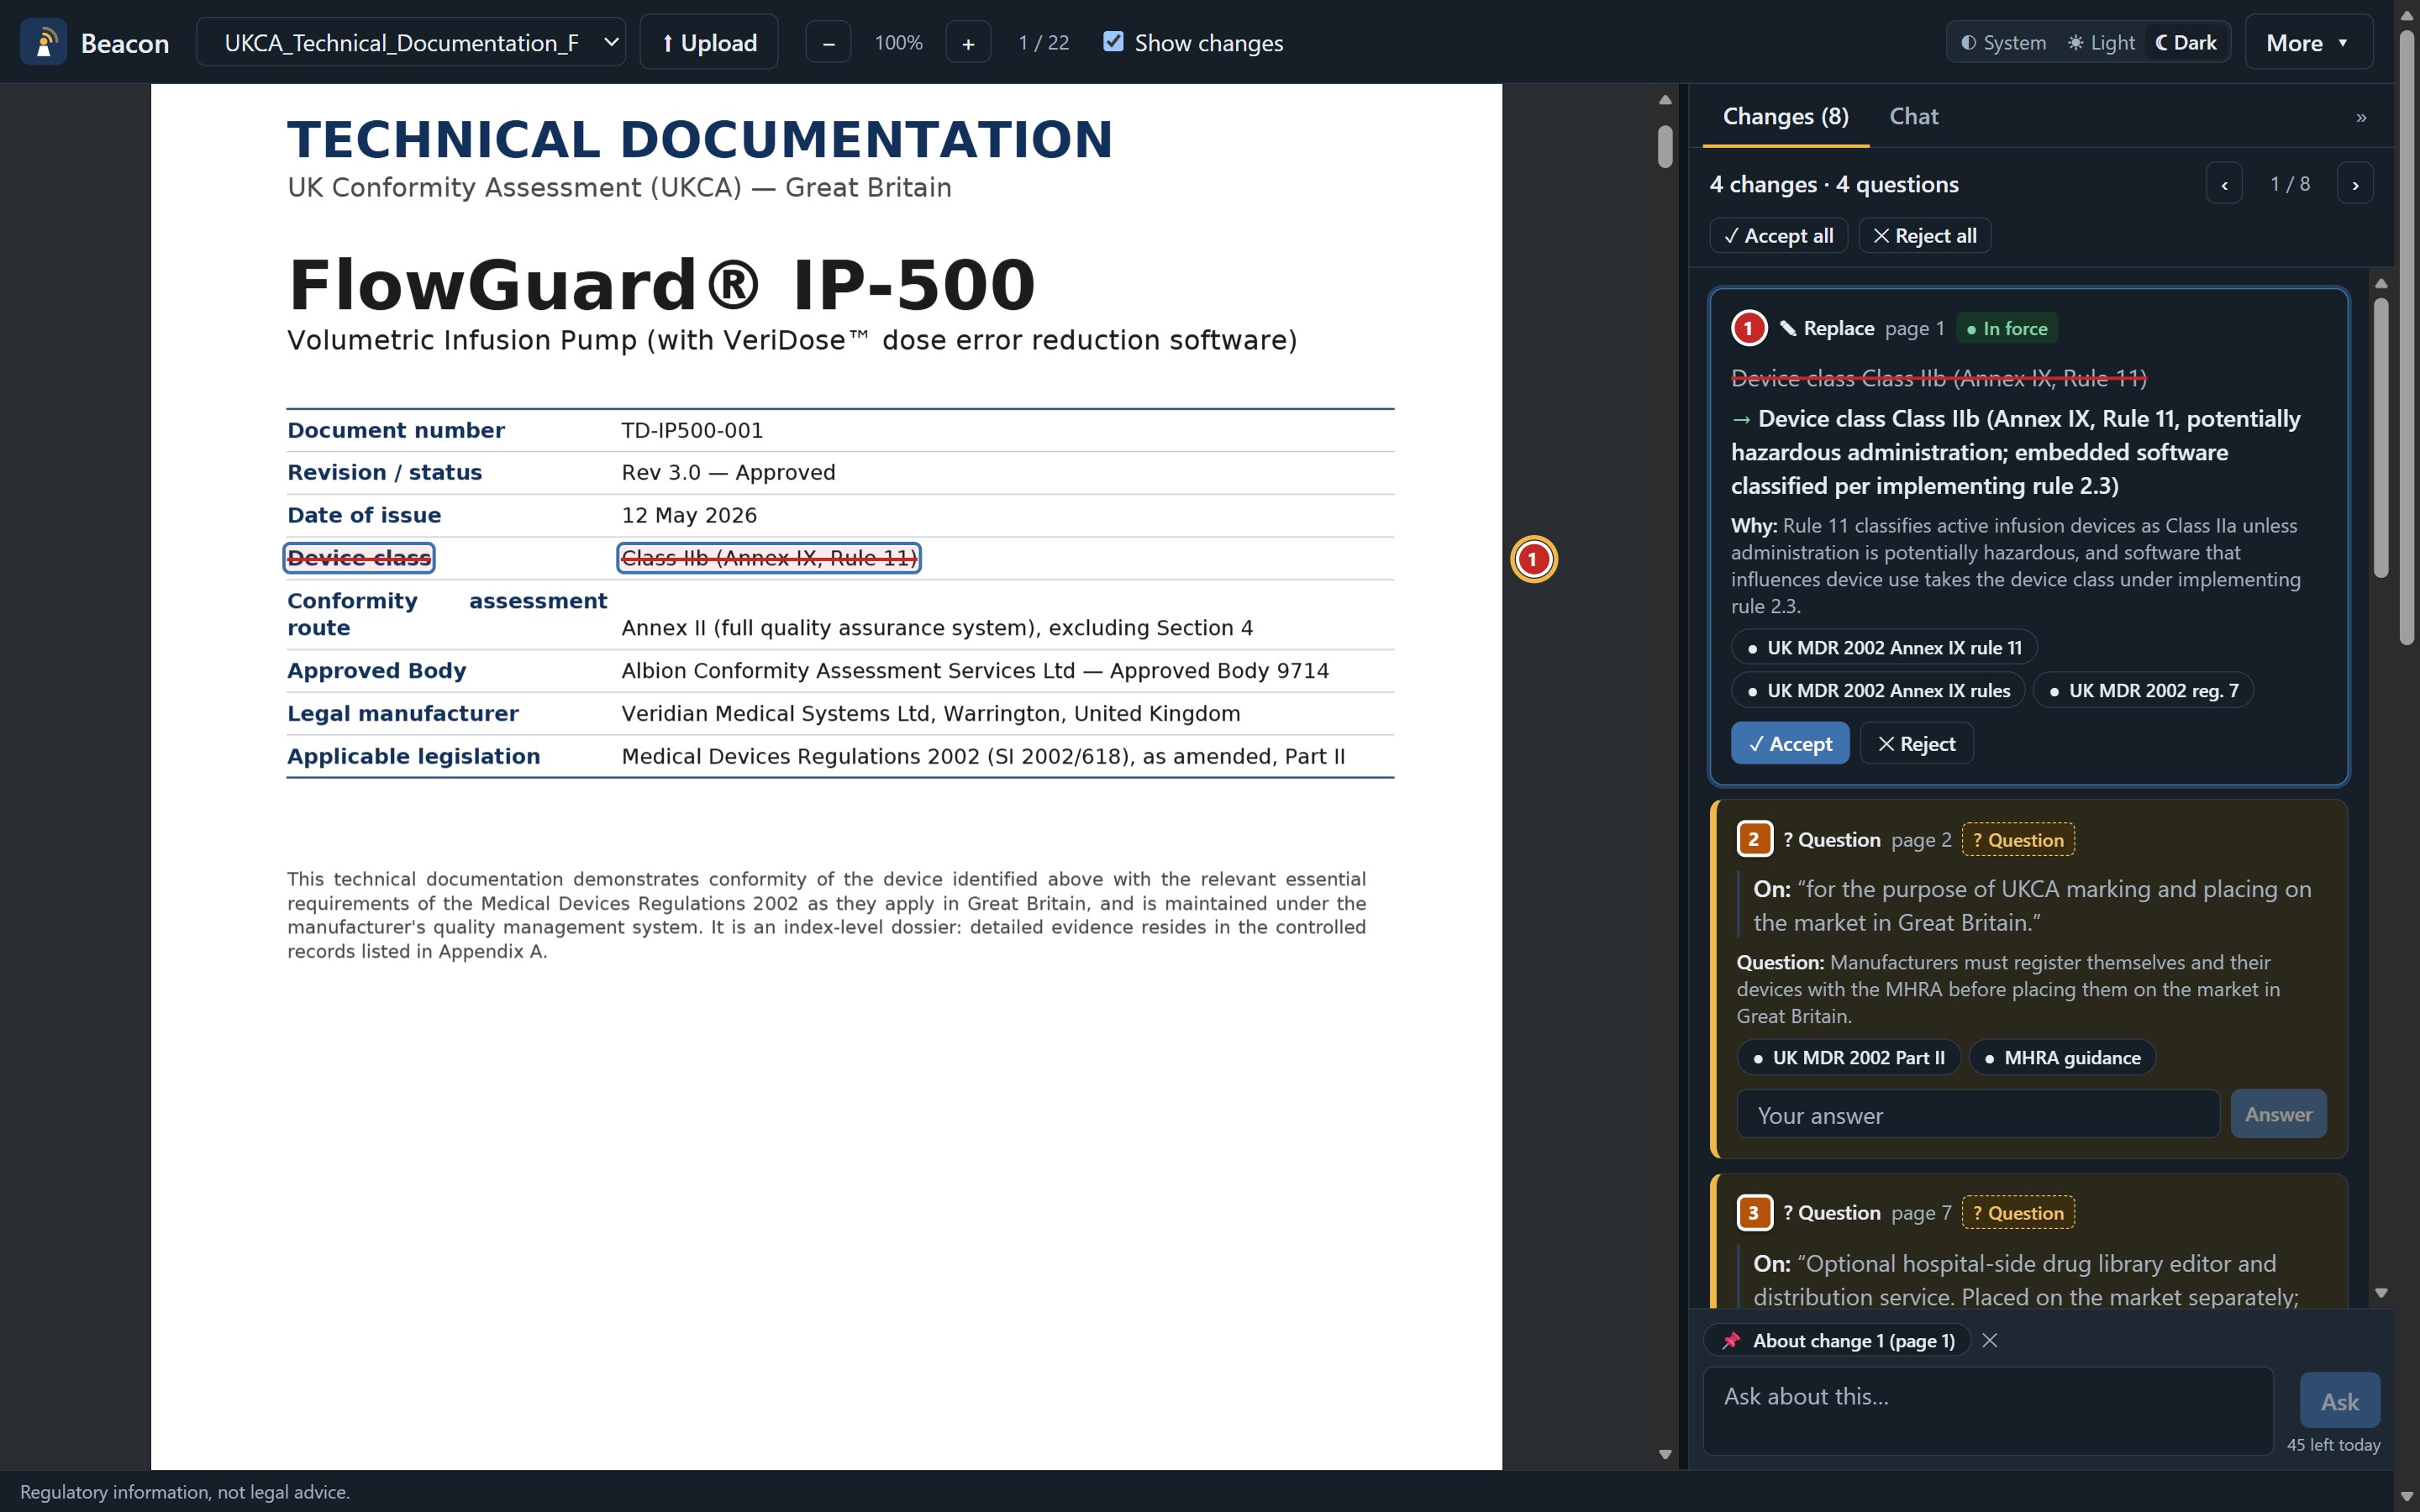 Beacon
UKCA_Technical_Documentation_F
↑ Upload
−
100%
+
1 / 22
Show changes
System
Light
Dark
More
TECHNICAL DOCUMENTATION
UK Conformity Assessment (UKCA) — Great Britain
FlowGuard® IP-500
Volumetric Infusion Pump (with VeriDose™ dose error reduction software)
Document number TD-IP500-001
Revision / status Rev 3.0 — Approved
Date of issue 12 May 2026
Device class Class IIb (Annex IX, Rule 11)
1
Conformity assessment
route Annex II (full quality assurance system), excluding Section 4
Approved Body Albion Conformity Assessment Services Ltd — Approved Body 9714
Legal manufacturer Veridian Medical Systems Ltd, Warrington, United Kingdom
Applicable legislation Medical Devices Regulations 2002 (SI 2002/618), as amended, Part II
This technical documentation demonstrates conformity of the device identified above with the relevant essential
requirements of the Medical Devices Regulations 2002 as they apply in Great Britain, and is maintained under the
manufacturer's quality management system. It is an index-level dossier: detailed evidence resides in the controlled
records listed in Appendix A.
Changes (8)
Chat
»
4 changes · 4 questions
‹
1 / 8
›
✓ Accept all
✕ Reject all
1 Replace page 1 ● In force
Device class Class IIb (Annex IX, Rule 11)
→ Device class Class IIb (Annex IX, Rule 11, potentially
hazardous administration; embedded software
classified per implementing rule 2.3)
Why: Rule 11 classifies active infusion devices as Class IIa unless
administration is potentially hazardous, and software that
influences device use takes the device class under implementing
rule 2.3.
● UK MDR 2002 Annex IX rule 11
● UK MDR 2002 Annex IX rules
● UK MDR 2002 reg. 7
✓ Accept
✕ Reject
2 ? Question page 2 ? Question
On: “for the purpose of UKCA marking and placing on
the market in Great Britain.”
Question: Manufacturers must register themselves and their
devices with the MHRA before placing them on the market in
Great Britain.
● UK MDR 2002 Part II
● MHRA guidance
Your answer
Answer
3 ? Question page 7 ? Question
On: “Optional hospital-side drug library editor and
distribution service. Placed on the market separately;
About change 1 (page 1) ✕
Ask about this...
Ask
45 left today
Regulatory information, not legal advice.